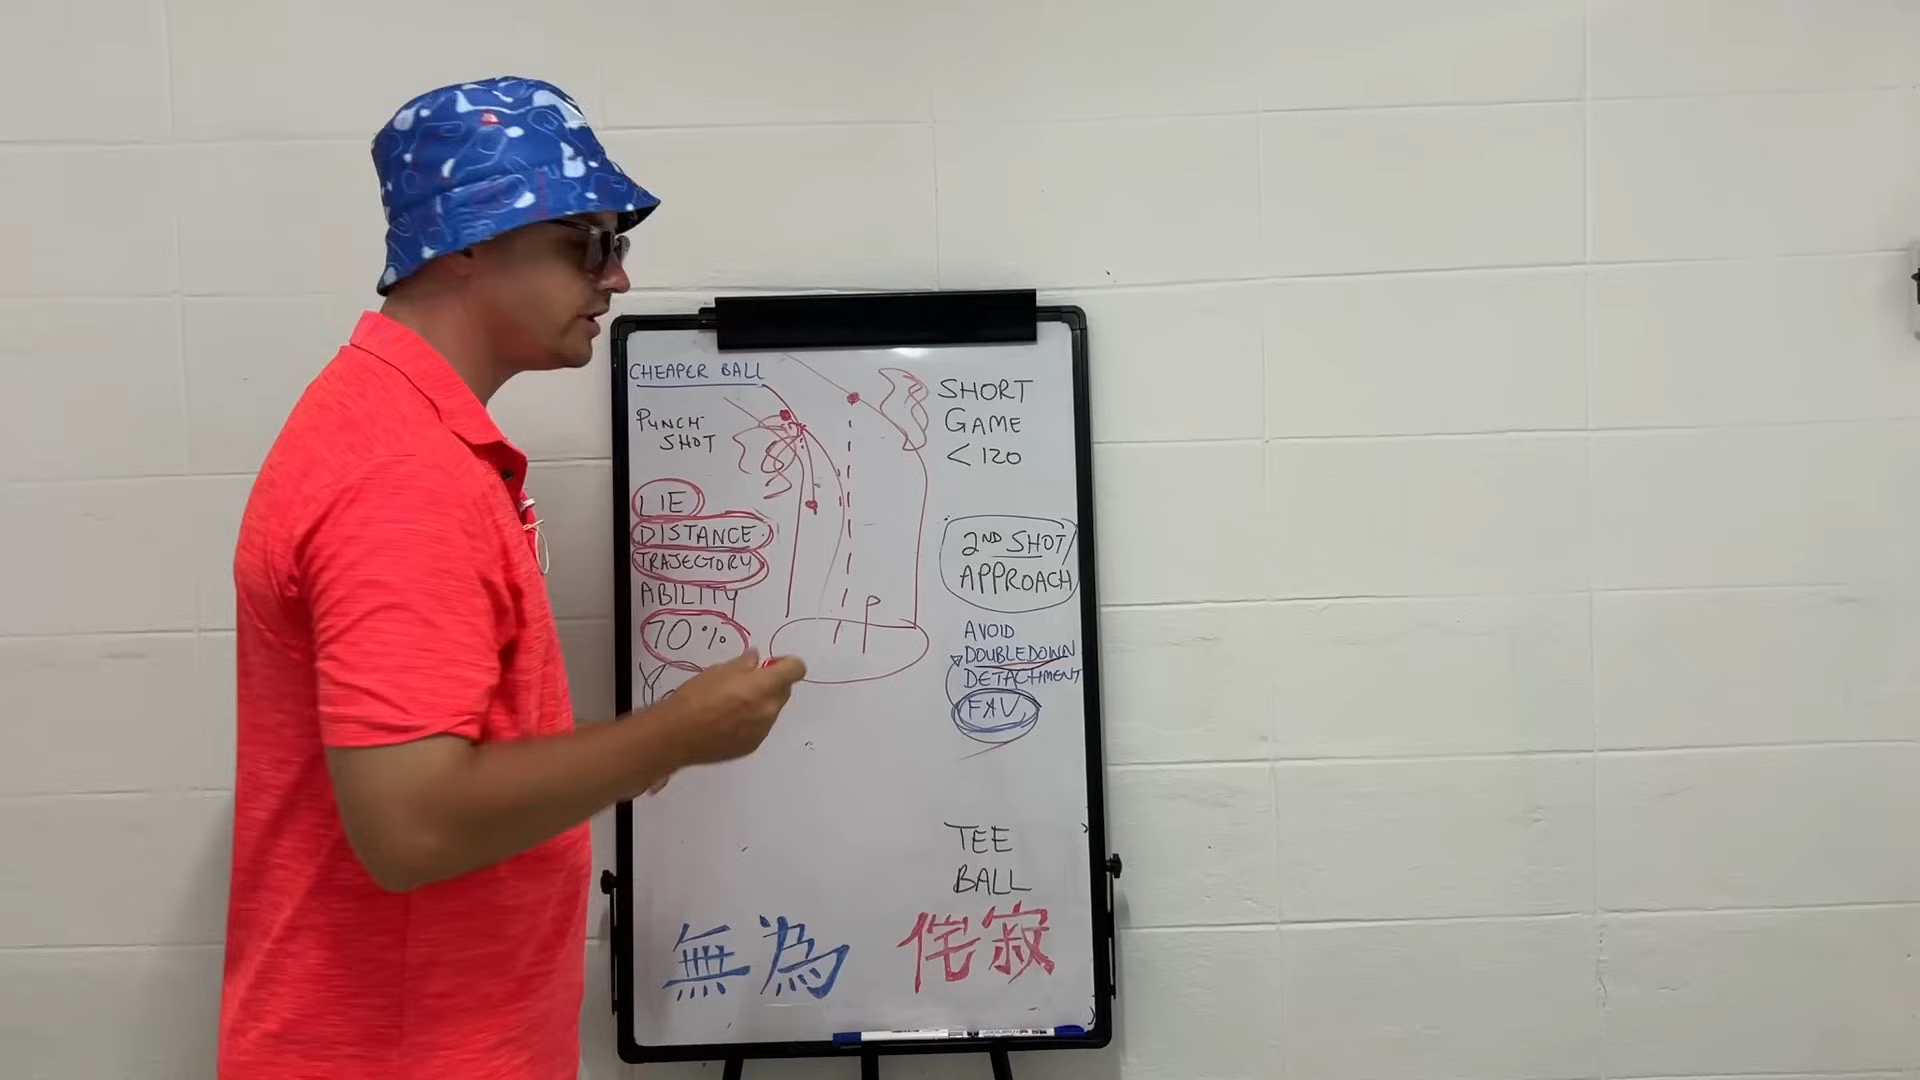 CHEAPER BALL
PUNCH
SHOT
LIE
DISTANCE
TRAJECTORY
ABILITY
70%
SHORT
GAME
< 120
2ND SHOT
APPROACH
AVOID
DOUBLEDOWN
DETACHMENT
FAV
P
TEE
BALL
無為 侘寂